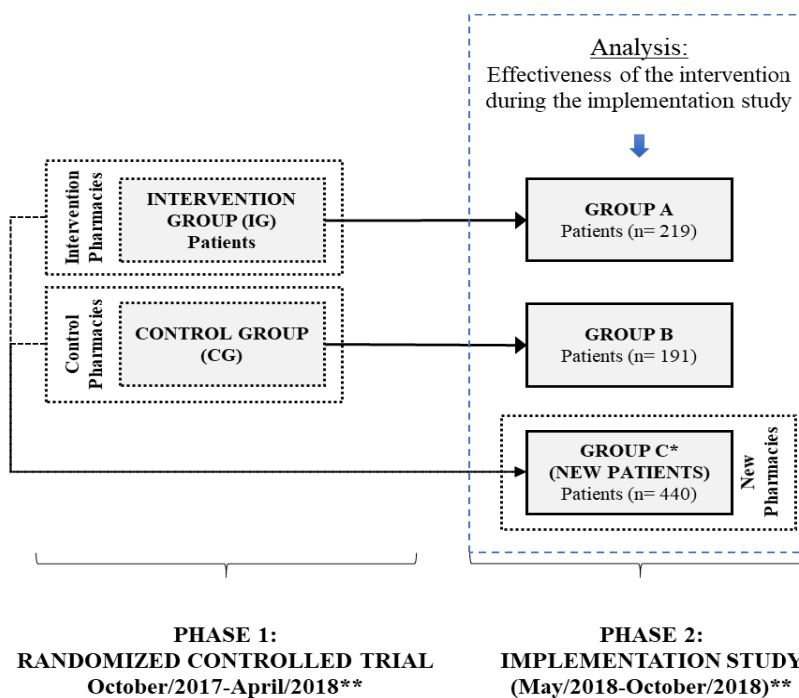 Analysis:
Effectiveness of the intervention
during the implementation study
Intervention
Pharmacies
INTERVENTION
GROUP (IG)
Patients
GROUP A
Patients (n= 219)
Control
Pharmacies
CONTROL GROUP
(CG)
GROUP B
Patients (n= 191)
GROUP C*
(NEW PATIENTS)
Patients (n= 440)
New
Pharmacies
PHASE 1:
RANDOMIZED CONTROLLED TRIAL
October/2017-April/2018**
PHASE 2:
IMPLEMENTATION STUDY
(May/2018-October/2018)**